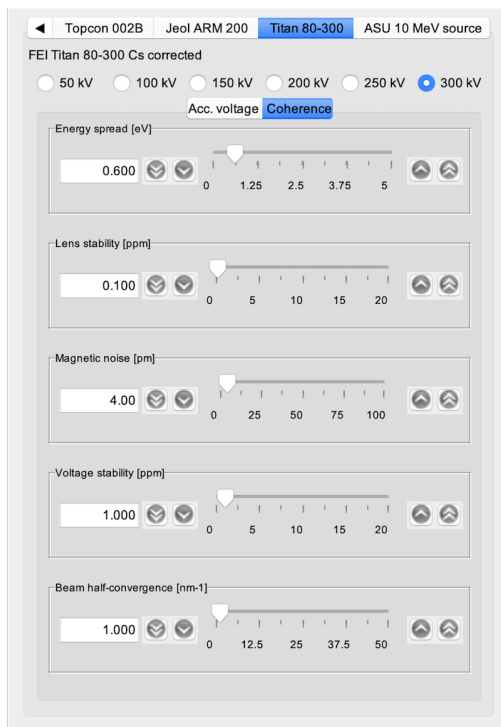 Topcon 002B Jeol ARM 200 Titan 80-300 ASU 10 MeV source
FEI Titan 80-300 Cs corrected
50 kV 100 kV 150 kV 200 kV 250 kV 300 kV
Acc. voltage Coherence
Energy spread [eV]
0.600
0 1.25 2.5 3.75 5
Lens stability [ppm]
0.100
0 5 10 15 20
Magnetic noise [pm]
4.00
0 25 50 75 100
Voltage stability [ppm]
1.000
0 5 10 15 20
Beam half-convergence [nm-1]
1.000
0 12.5 25 37.5 50